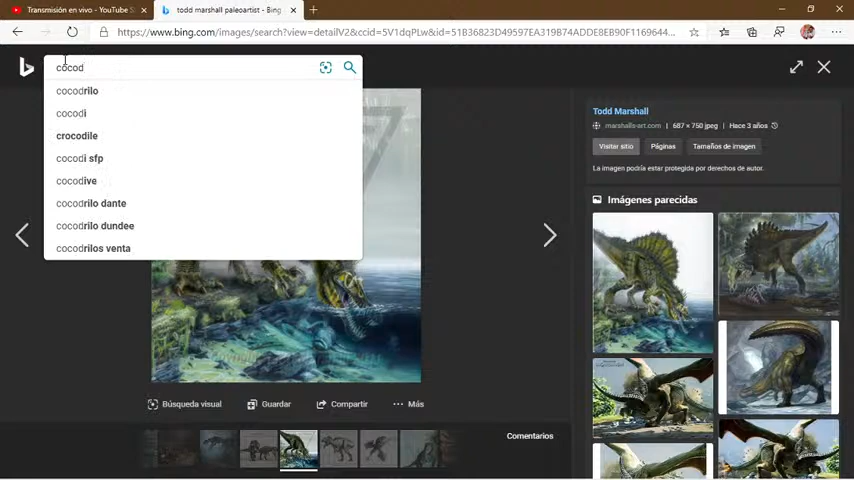 Transmisión en vivo - YouTube S
todd marshall paleoartist - Bing
https://www.bing.com/images/search?view=detailV2&ccid=5V1dqPLw&id=51B36823D49597EA319B74ADDE8EB90F1169644...
cocod
cocodrilo
cocodi
crocodile
cocodi sfp
cocodive
cocodrilo dante
cocodrilo dundee
cocodrilos venta
Todd Marshall
marshalls-art.com | 687 × 750 jpeg | Hace 3 años
Visitar sitio
Páginas
Tamaños de imagen
La imagen podría estar protegida por derechos de autor.
Imágenes parecidas
Búsqueda visual
Guardar
Compartir
Más
Comentarios